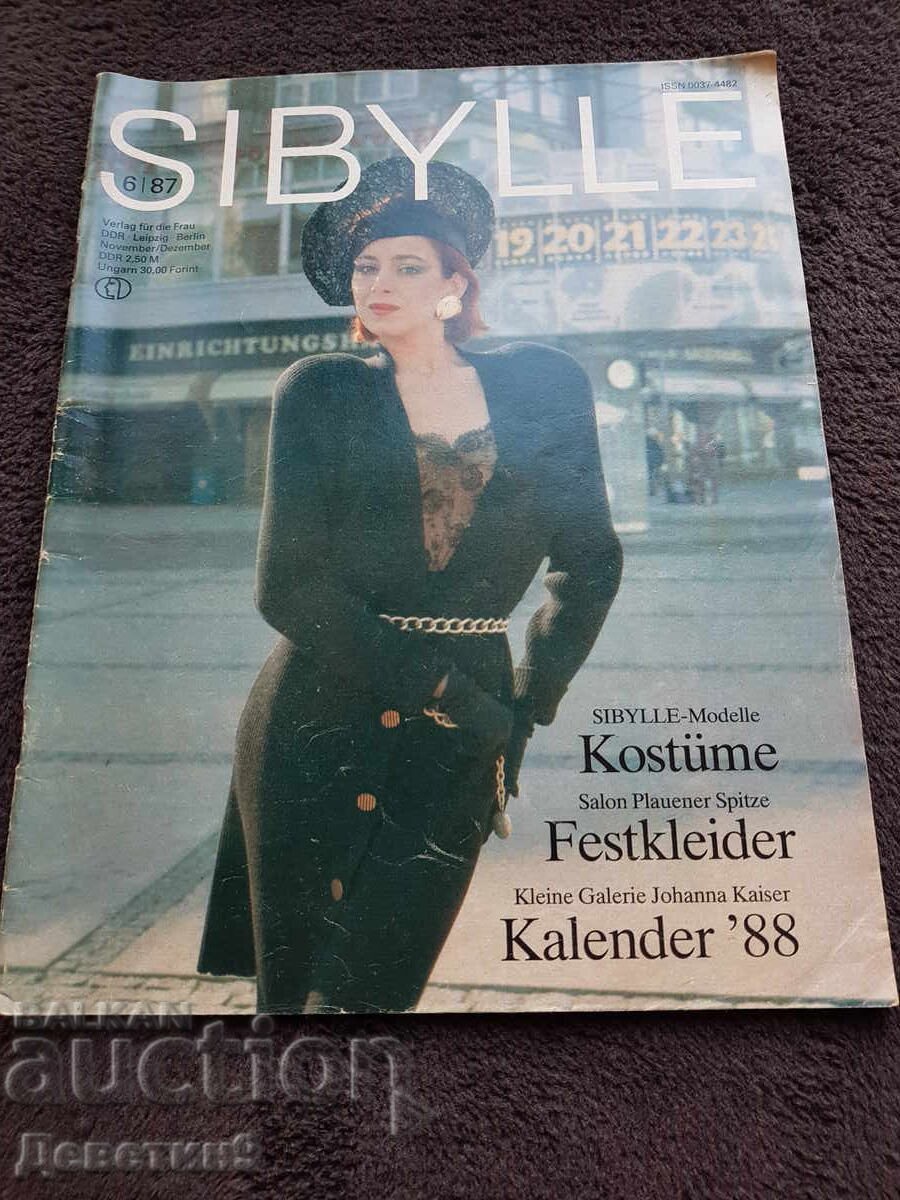 ISSN 0037-4482
SIBYLLE
6|87
Verlag für die Frau
DDR · Leipzig · Berlin
November/Dezember
DDR 2,50 M
Ungarn 30,00 Forint
19 20 21 22 23
EINRICHTUNGSH
SIBYLLE-Modelle
Kostüme
Salon Plauener Spitze
Festkleider
Kleine Galerie Johanna Kaiser
Kalender ’88
BALKAN
auction
Деветин9